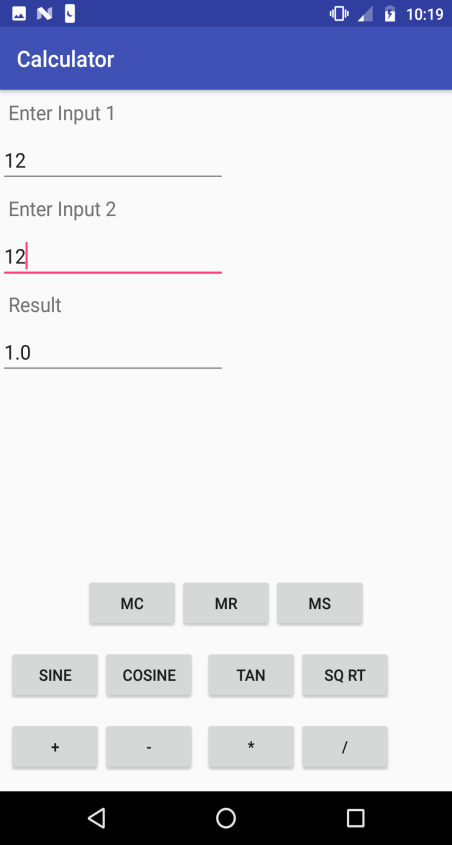 10:19
Calculator
Enter Input 1
12
Enter Input 2
12
Result
1.0
MC MR MS
SINE COSINE TAN SQ RT
+ - * /